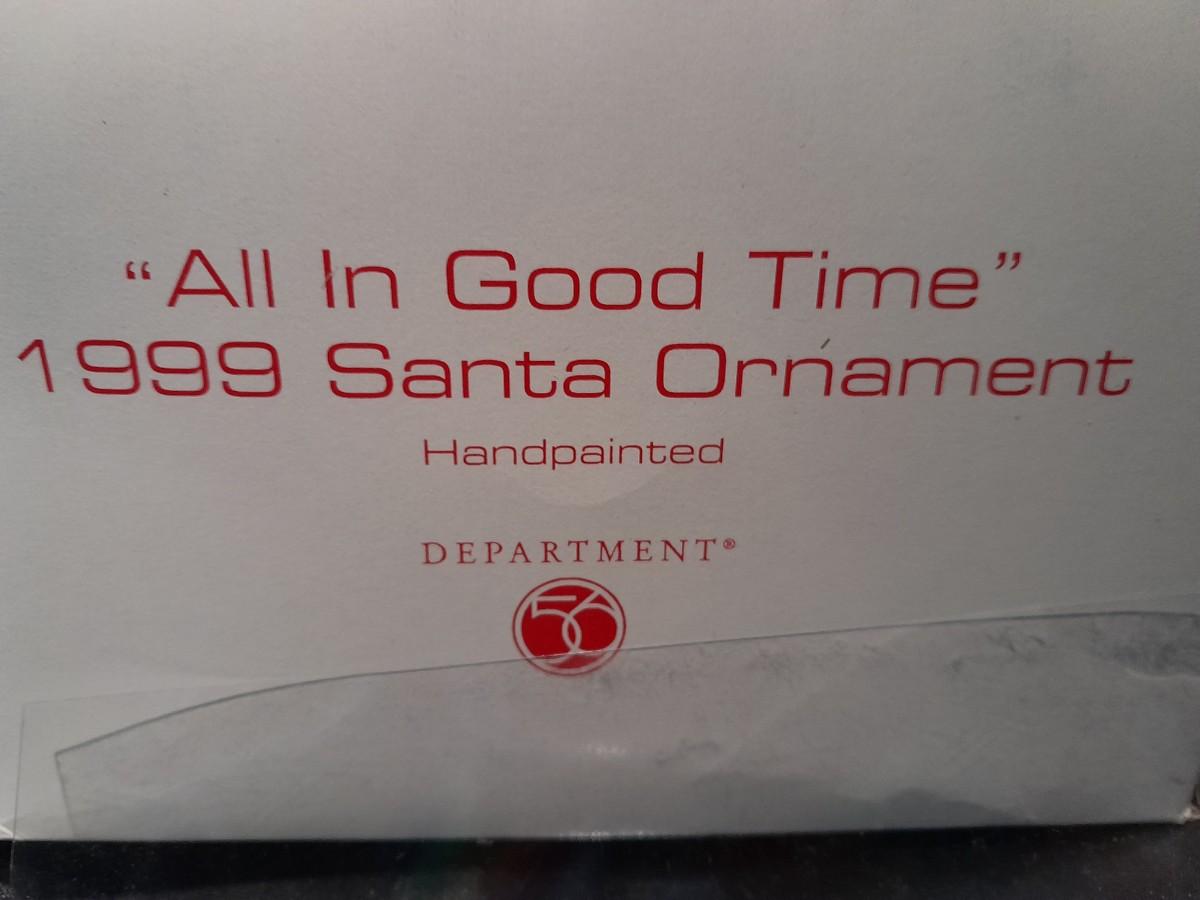 “All In Good Time”
1999 Santa Ornament
Handpainted
DEPARTMENT®
56